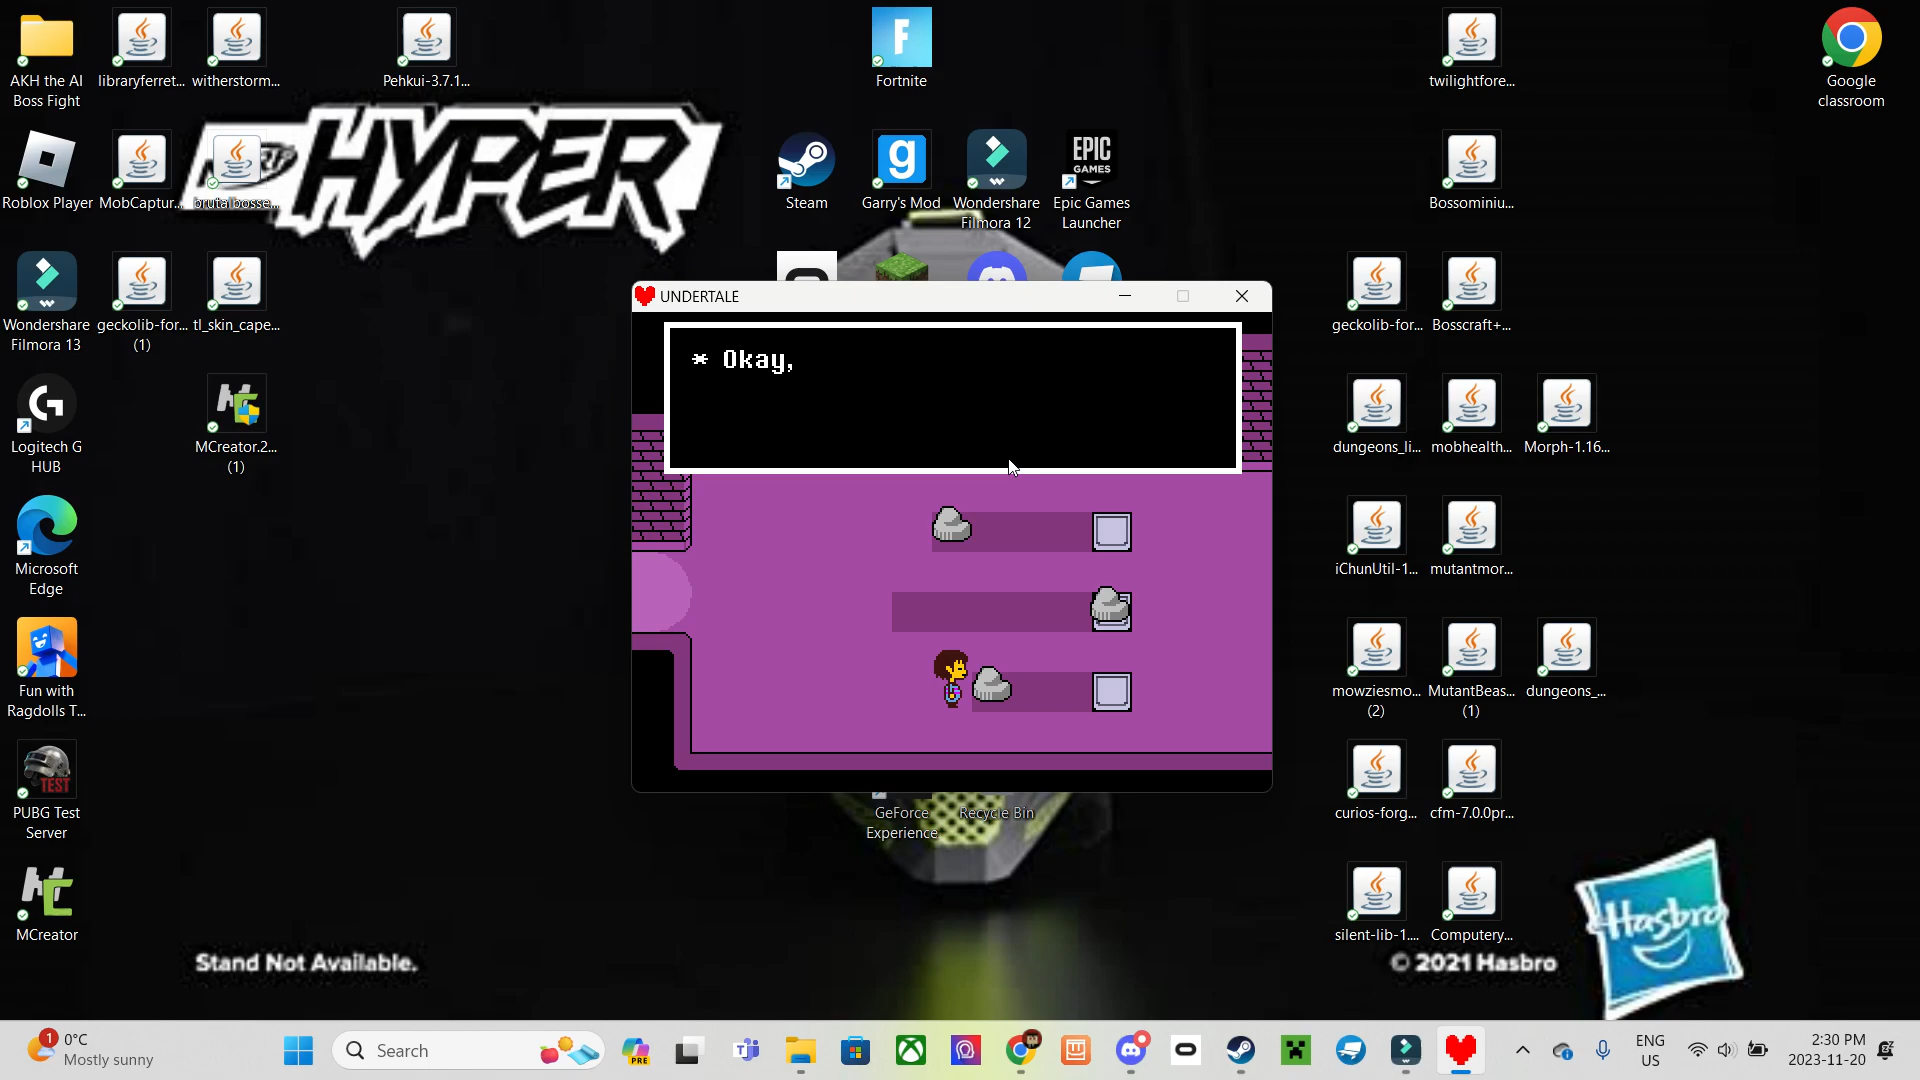 AKH the AI
Boss Fight
libraryferret...
witherstorm...
Pehkui-3.7.1...
Fortnite
twilightfore...
Google
classroom
HYPER
Roblox Player
MobCaptur...
brutalbosse...
Steam
Garry's Mod
Wondershare
Filmora 12
EPIC
GAMES
Epic Games
Launcher
Bossominiu...
Wondershare
Filmora 13
geckolib-for...
(1)
tl_skin_cape...
UNDERTALE
* Okay,
geckolib-for...
Bosscraft+...
Logitech G
HUB
MCreator.2...
(1)
dungeons_li...
mobhealth...
Morph-1.16...
Microsoft
Edge
iChunUtil-1...
mutantmor...
Fun with
Ragdolls T...
mowziesmo...
(2)
MutantBeas...
(1)
dungeons_...
TEST
PUBG Test
Server
GeForce
Experience
Recycle Bin
curios-forg...
cfm-7.0.0pr...
MCreator
silent-lib-1....
Computery...
Hasbro
Stand Not Available.
© 2021 Hasbro
1
0°C
Mostly sunny
Search
PRE
ENG
US
2:30 PM
2023-11-20